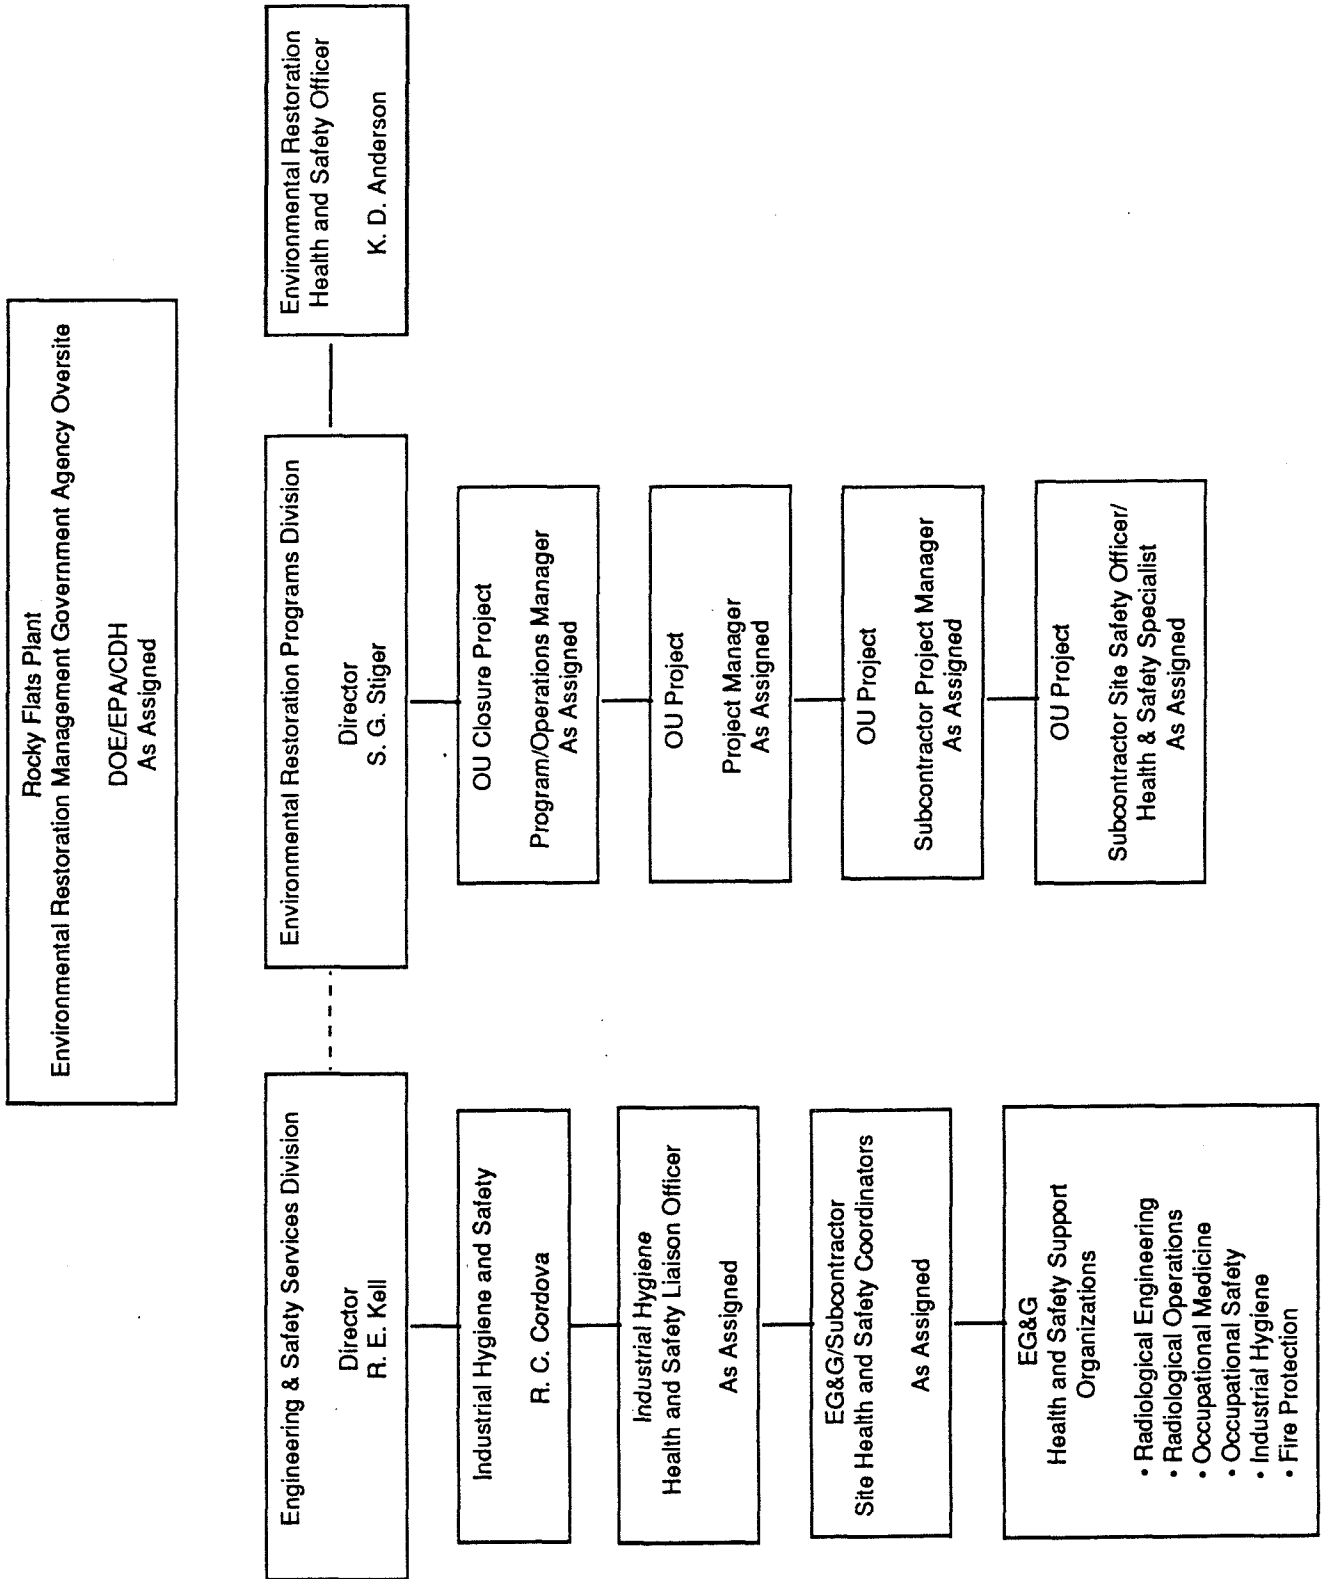 Rocky Flats Plant
Environmental Restoration Management Government Agency Oversite
DOE/EPA/CDH
As Assigned
Engineering & Safety Services Division
Director
R. E. Kell
Industrial Hygiene and Safety
R. C. Cordova
Industrial Hygiene
Health and Safety Liaison Officer
As Assigned
EG&G/Subcontractor
Site Health and Safety Coordinators
As Assigned
EG&G
Health and Safety Support
Organizations
• Radiological Engineering
• Radiological Operations
• Occupational Medicine
• Occupational Safety
• Industrial Hygiene
• Fire Protection
Environmental Restoration Programs Division
Director
S. G. Stiger
OU Closure Project
Program/Operations Manager
As Assigned
OU Project
Project Manager
As Assigned
OU Project
Subcontractor Project Manager
As Assigned
OU Project
Subcontractor Site Safety Officer/
Health & Safety Specialist
As Assigned
Environmental Restoration
Health and Safety Officer
K. D. Anderson